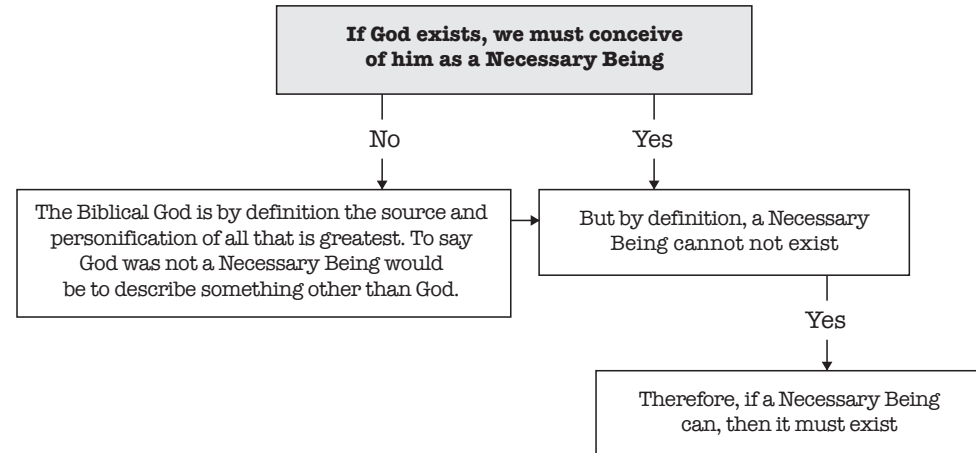 If God exists, we must conceive
of him as a Necessary Being
No
Yes
The Biblical God is by definition the source and
personification of all that is greatest. To say
God was not a Necessary Being would
be to describe something other than God.
But by definition, a Necessary
Being cannot not exist
Yes
Therefore, if a Necessary Being
can, then it must exist